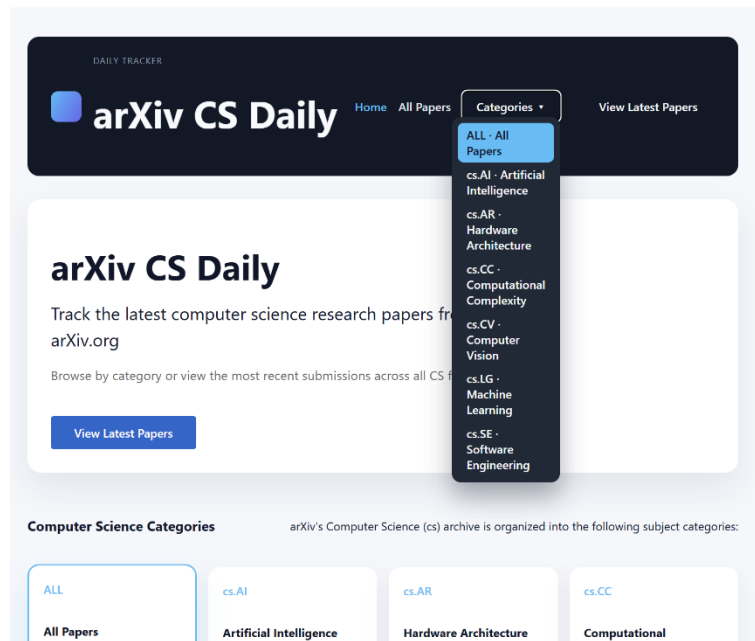 DAILY TRACKER
arXiv CS Daily
Home All Papers Categories ▾ View Latest Papers
ALL · All
Papers
cs.AI · Artificial
Intelligence
cs.AR ·
Hardware
Architecture
cs.CC ·
Computational
Complexity
cs.CV ·
Computer
Vision
cs.LG ·
Machine
Learning
cs.SE ·
Software
Engineering
arXiv CS Daily
Track the latest computer science research papers
arXiv.org
Browse by category or view the most recent submissions across all CS
View Latest Papers
Computer Science Categories
arXiv's Computer Science (cs) archive is organized into the following subject categories:
ALL
All Papers
cs.AI
Artificial Intelligence
cs.AR
Hardware Architecture
cs.CC
Computational